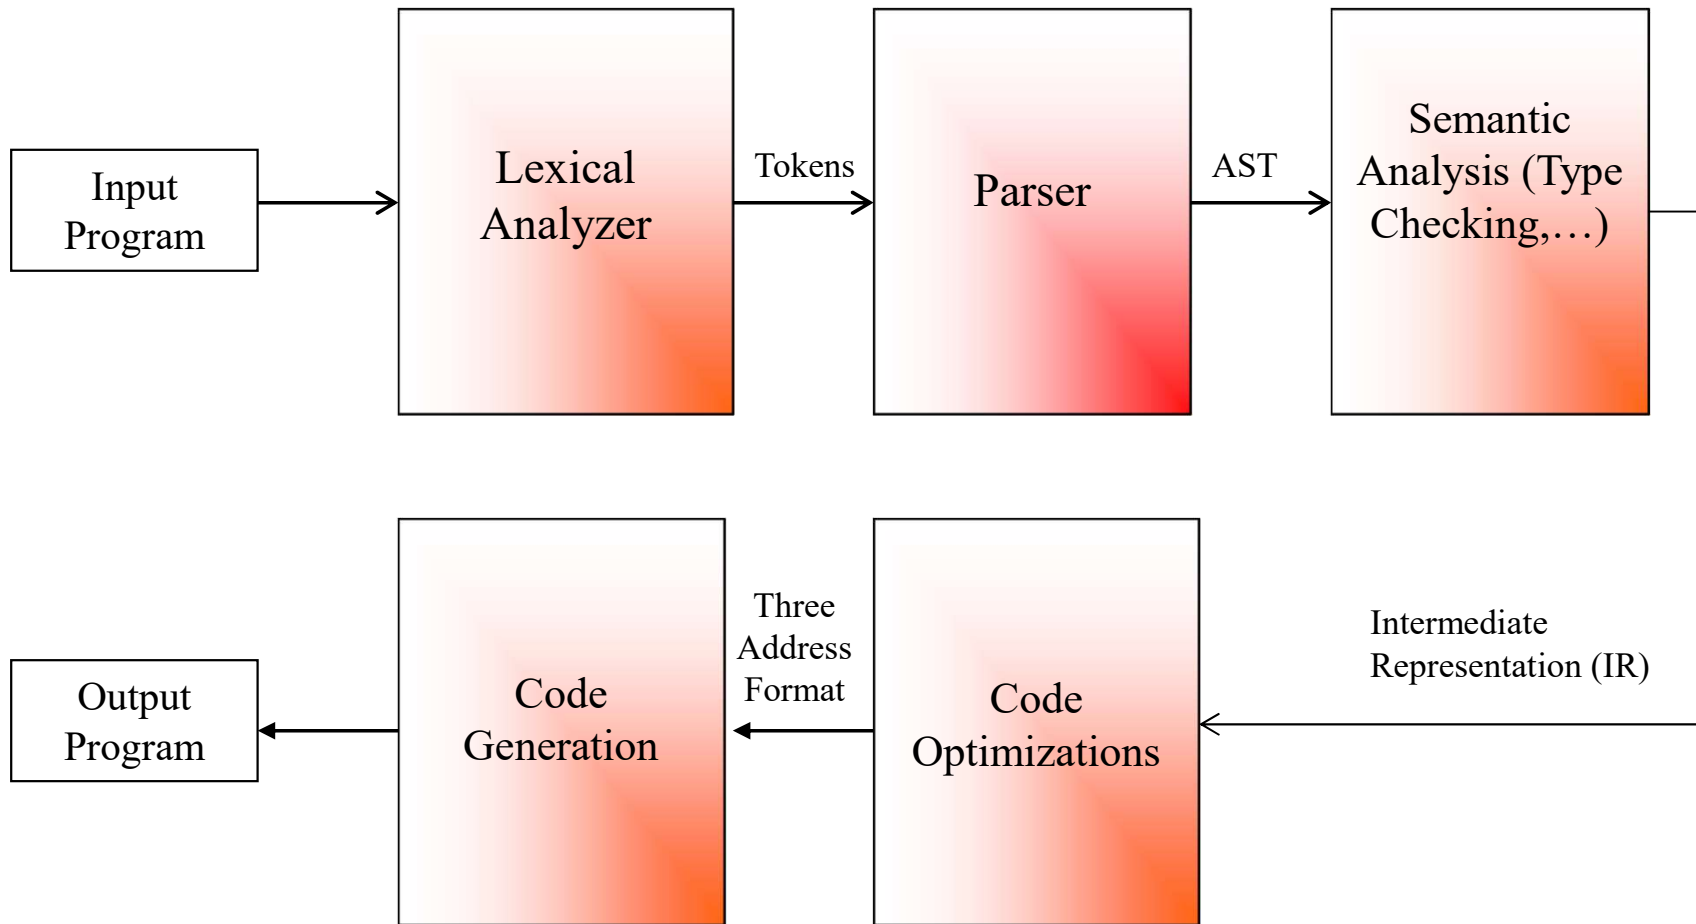 Input
Program
Lexical
Analyzer
Tokens
Parser
AST
Semantic
Analysis (Type
Checking,…)
Intermediate
Representation (IR)
Code
Optimizations
Three
Address
Format
Code
Generation
Output
Program